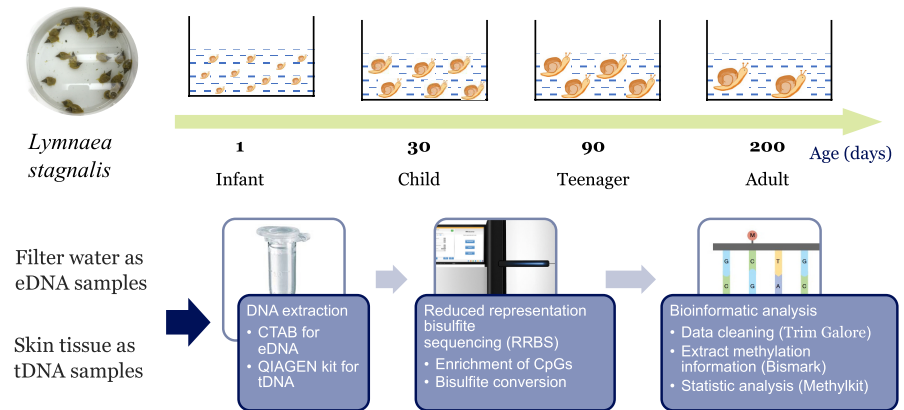 Lymnaea
stagnalis
1
30
90
200
Age (days)
Infant
Child
Teenager
Adult
Filter water as
eDNA samples
Skin tissue as
tDNA samples
DNA extraction
• CTAB for
eDNA
• QIAGEN kit for
tDNA
Reduced representation
bisulfite
sequencing (RRBS)
• Enrichment of CpGs
• Bisulfite conversion
M
G C T G
C G A C
Bioinformatic analysis
• Data cleaning (Trim Galore)
• Extract methylation
information (Bismark)
• Statistic analysis (Methylkit)